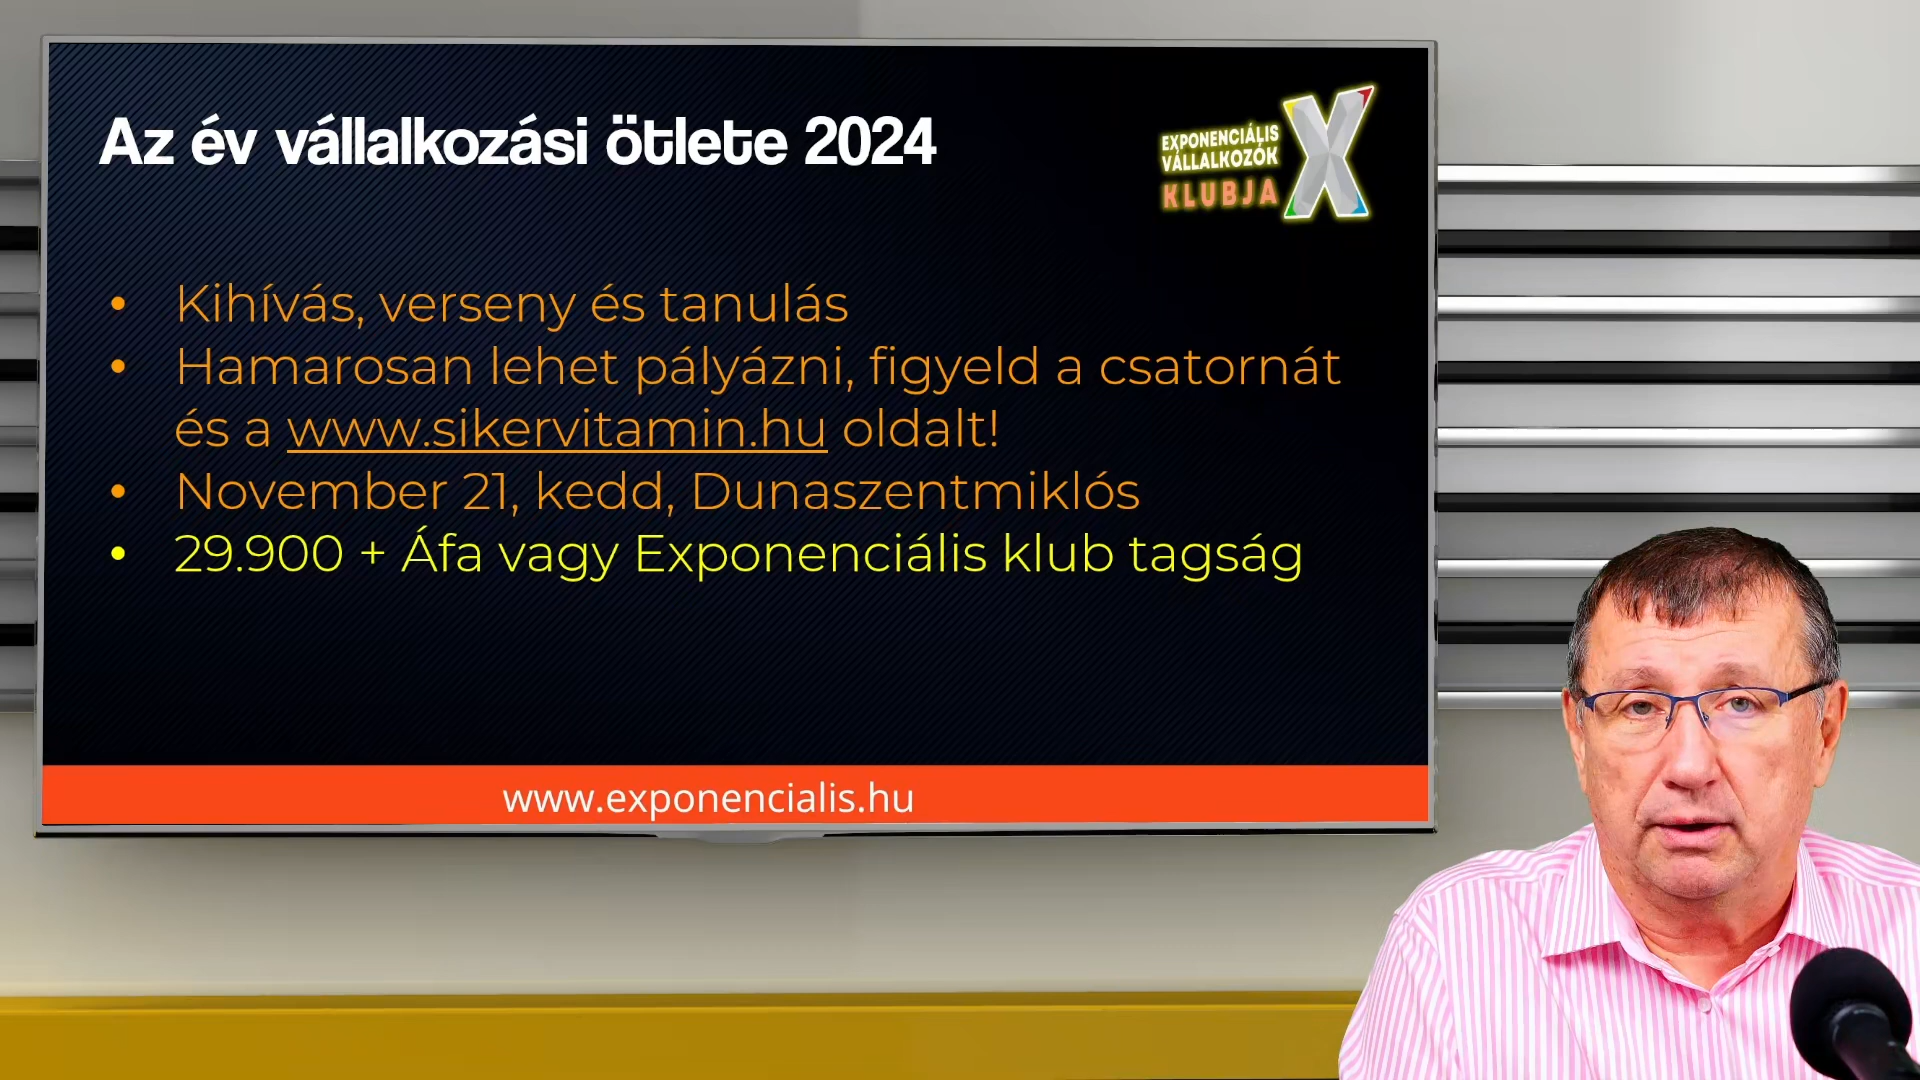 Az év vállalkozási ötlete 2024
EXPONENCIÁLIS
VÁLLALKOZÓK
KLUBJA
X
• Kihívás, verseny és tanulás
• Hamarosan lehet pályázni, figyeld a csatornát
és a www.sikervitamin.hu oldalt!
• November 21, kedd, Dunaszentmiklós
• 29.900 + Áfa vagy Exponenciális klub tagság
www.exponencialis.hu